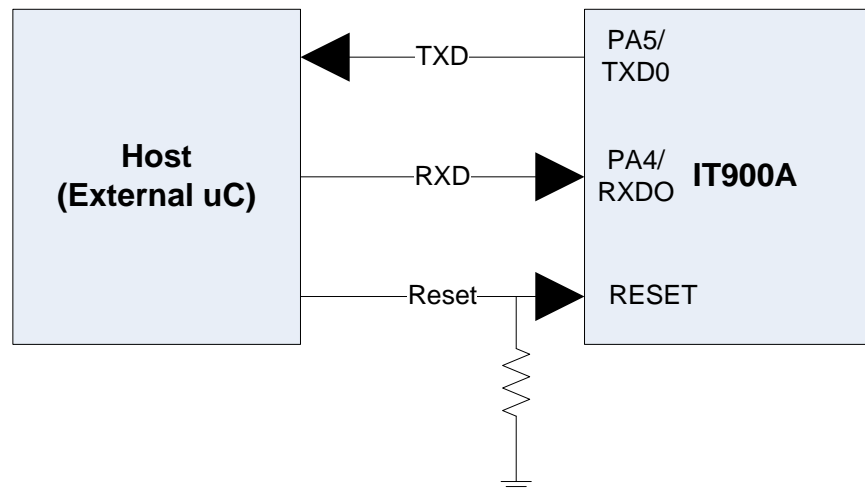 TXD
PA5/
TXD0
Host
(External uC)
RXD
PA4/
RXDO
IT900A
Reset
RESET